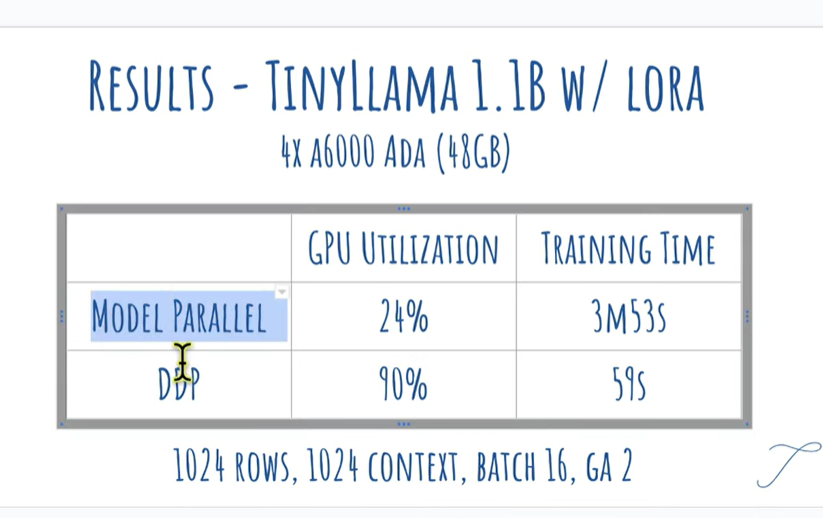 RESULTS - TINYLLAMA 1.1B W/ LORA
4X A6000 ADA (48GB)
GPU UTILIZATION TRAINING TIME
MODEL PARALLEL 24% 3M53S
DDP 90% 59S
1024 ROWS, 1024 CONTEXT, BATCH 16, GA 2